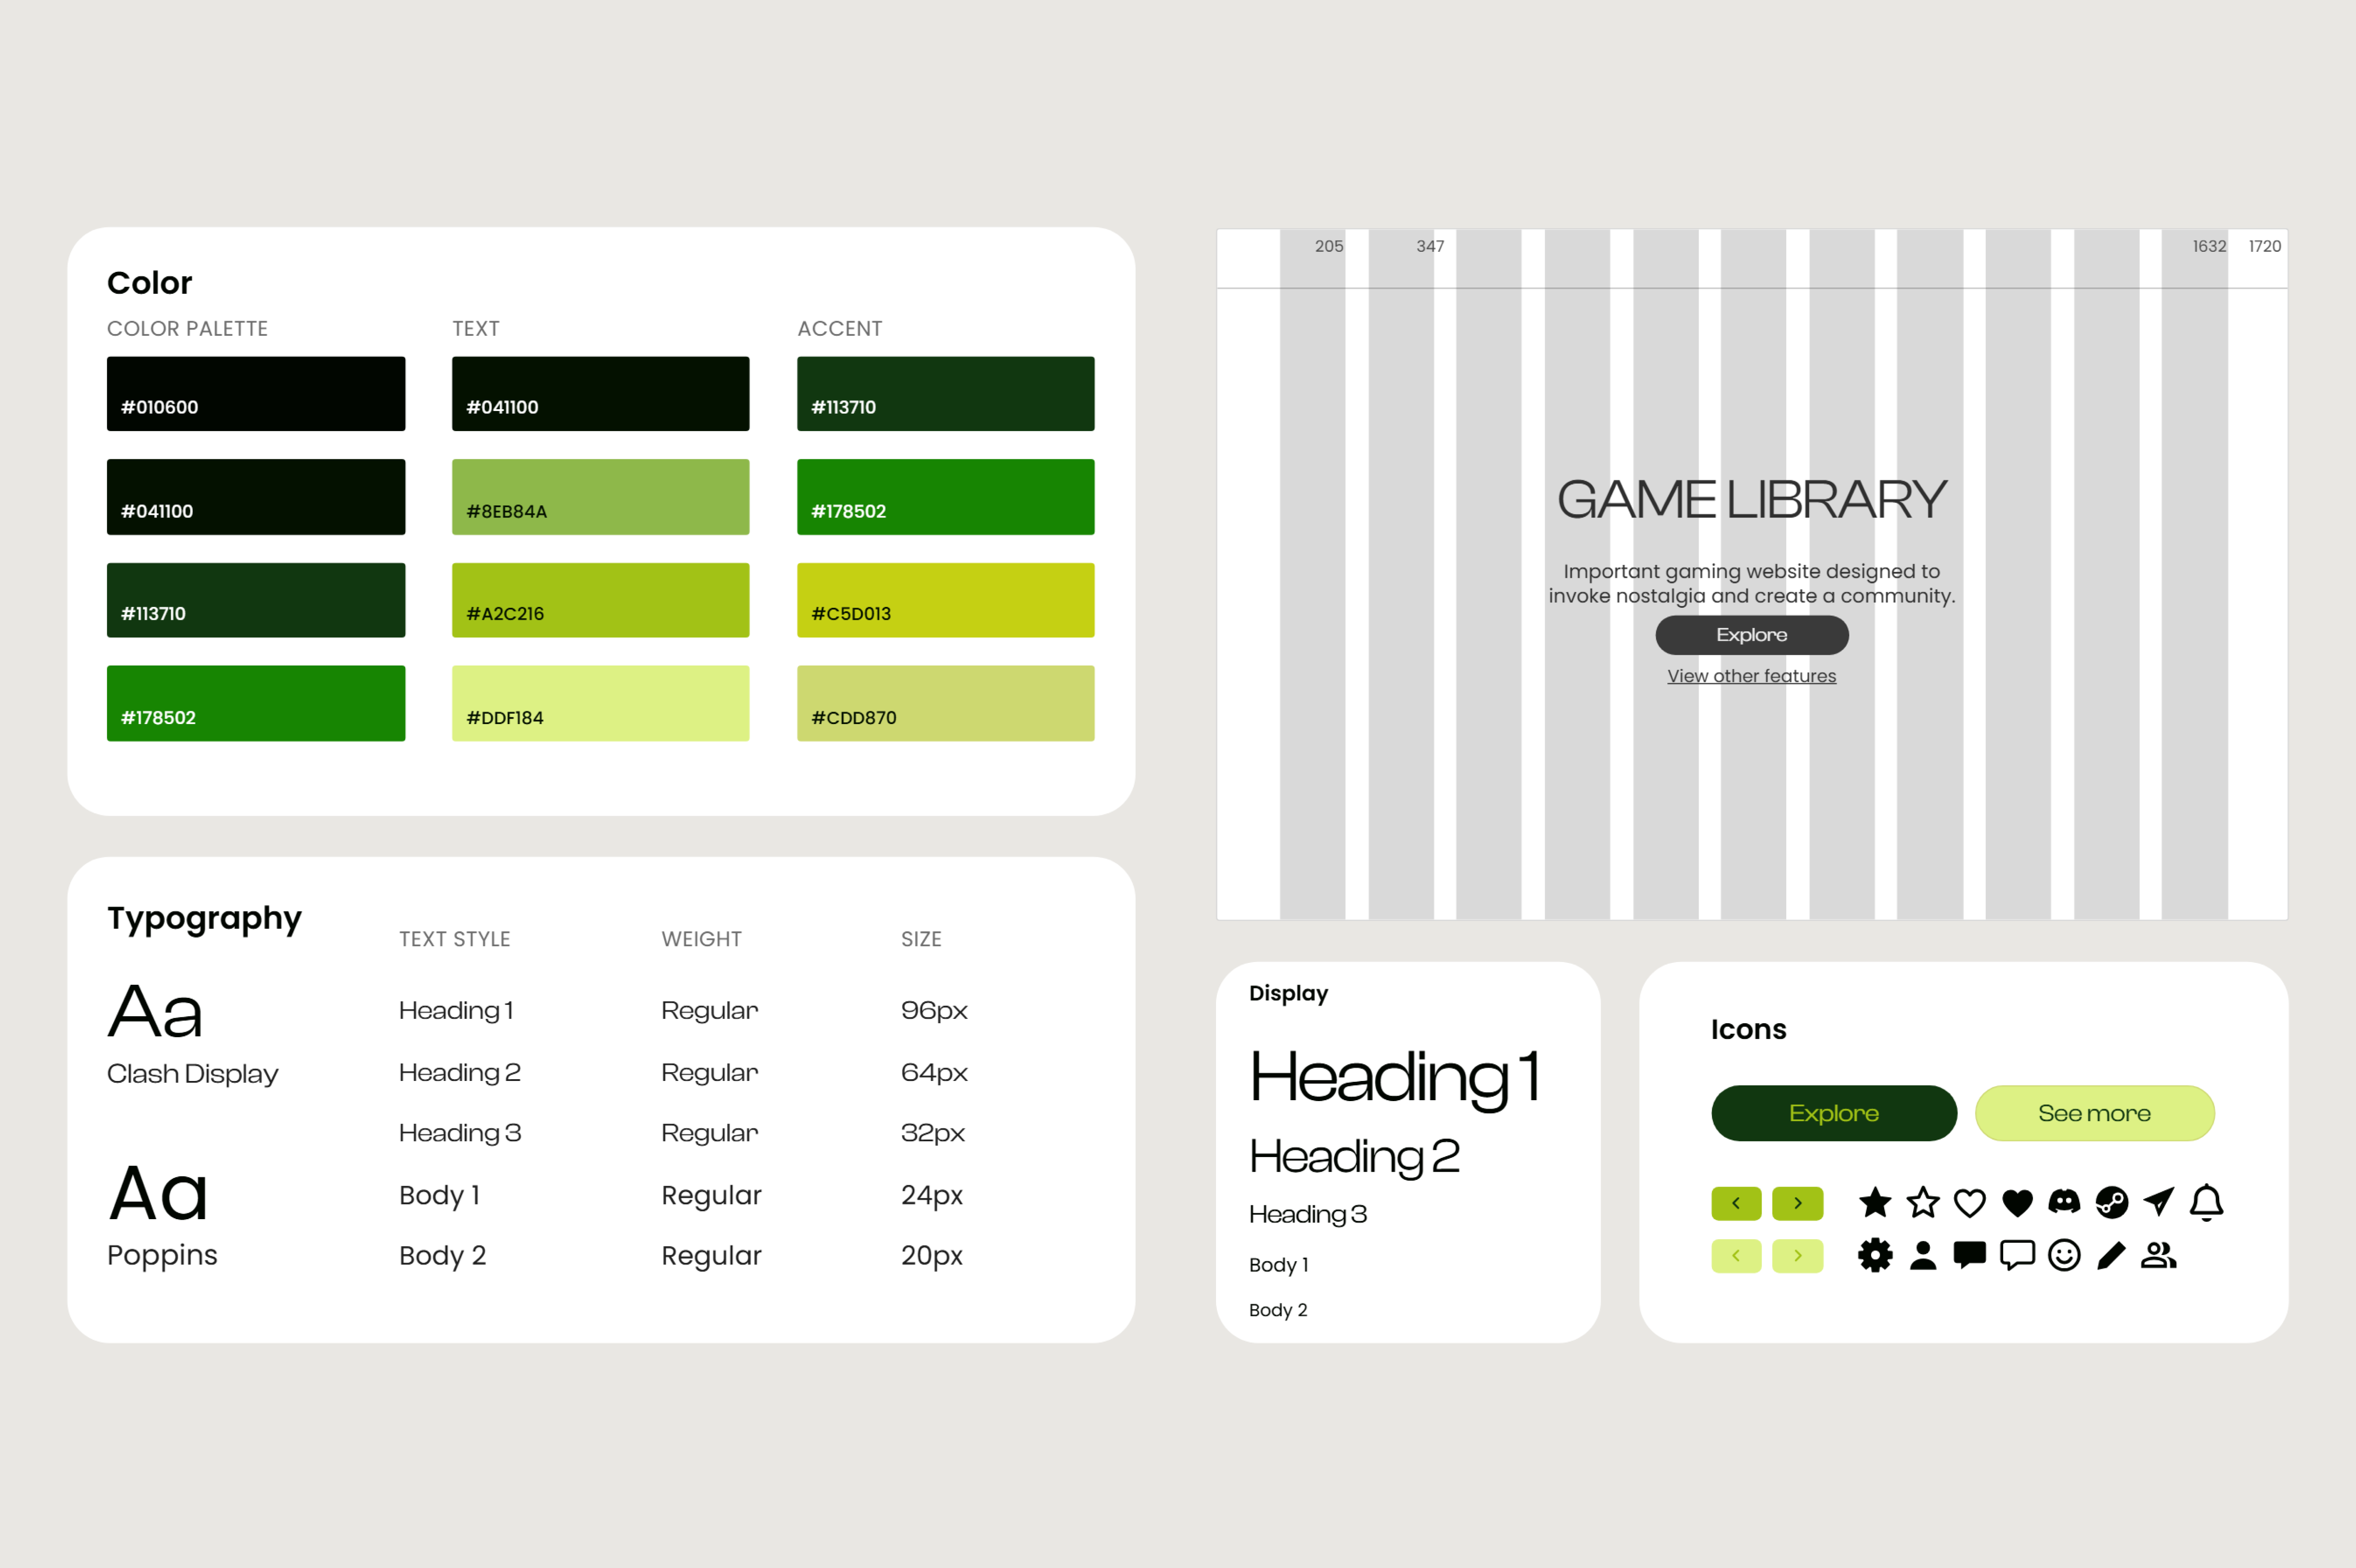 Color
COLOR PALETTE TEXT ACCENT
#010600 #041100 #113710
#041100 #8EB84A #178502
#113710 #A2C216 #C5D013
#178502 #DDF184 #CDD870
Typography
TEXT STYLE WEIGHT SIZE
Aa
Clash Display
Heading 1 Regular 96px
Heading 2 Regular 64px
Heading 3 Regular 32px
Aa
Poppins
Body 1 Regular 24px
Body 2 Regular 20px
205 347 1632 1720
GAME LIBRARY
Important gaming website designed to
invoke nostalgia and create a community.
Explore
View other features
Display
Heading 1
Heading 2
Heading 3
Body 1
Body 2
Icons
Explore See more